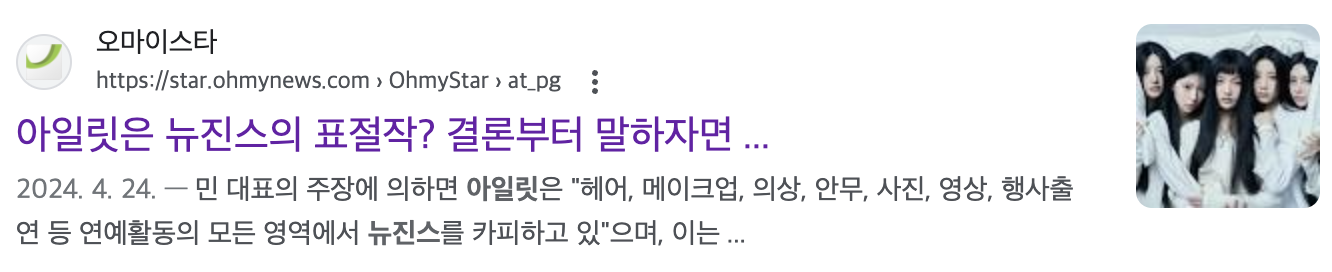 오마이스타
https://star.ohmynews.com › OhmyStar › at_pg
아일릿은 뉴진스의 표절작? 결론부터 말하자면 ...
2024. 4. 24. — 민 대표의 주장에 의하면 아일릿은 "헤어, 메이크업, 의상, 안무, 사진, 영상, 행사출
연 등 연예활동의 모든 영역에서 뉴진스를 카피하고 있"으며, 이는 ...